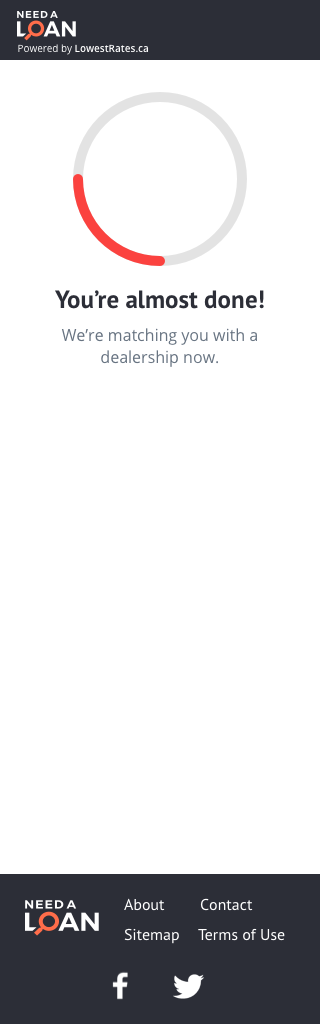 NEED A
LOAN
Powered by LowestRates.ca
You're almost done!
We're matching you with a
dealership now.
NEED A
LOAN
About Contact
Sitemap Terms of Use